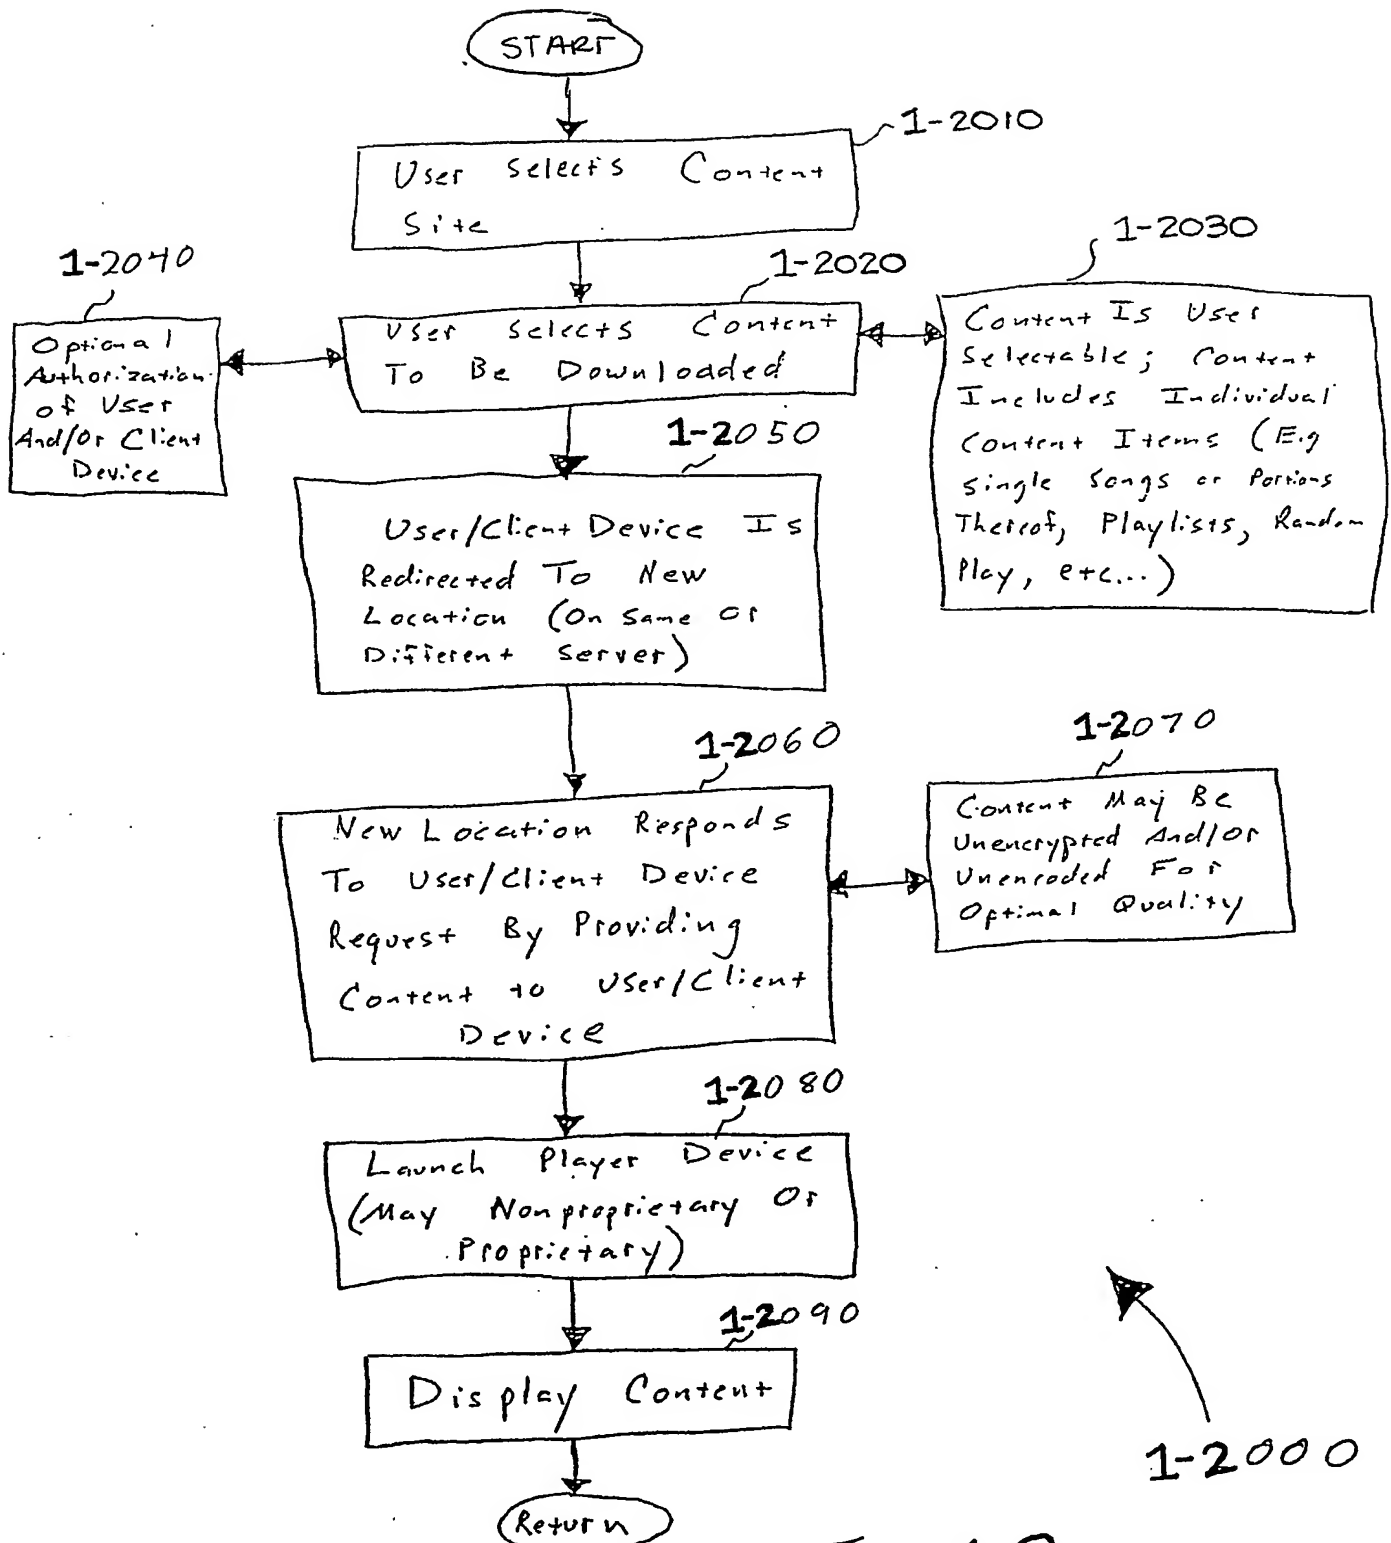 START
1-2010
User Selects Content
Site
1-2040
Optional
Authorization
of User
And/Or Client
Device
1-2020
User Selects Content
To Be Downloaded
1-2030
Content Is User
Selectable; Content
Includes Individual
Content Items (E.g
single Songs or Portions
Thereof, Playlists, Random
Play, etc...)
1-2050
User/Client Device Is
Redirected To New
Location (On Same Or
Different Server)
1-2060
New Location Responds
To User/Client Device
Request By Providing
Content to User/Client
Device
1-2070
Content May Be
Unencrypted And/Or
Unencoded For
Optimal Quality
1-2080
Launch Player Device
(May Nonproprietary Or
Proprietary)
1-2090
Display Content
Return
1-2000